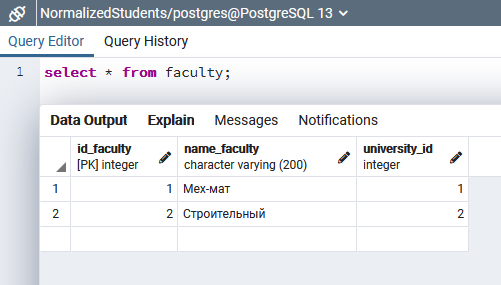 NormalizedStudents/postgres@PostgreSQL 13
Query Editor Query History
1 select * from faculty;
Data Output Explain Messages Notifications
id_faculty name_faculty university_id
[PK] integer character varying (200) integer
1 1 Мех-мат 1
2 2 Строительный 2